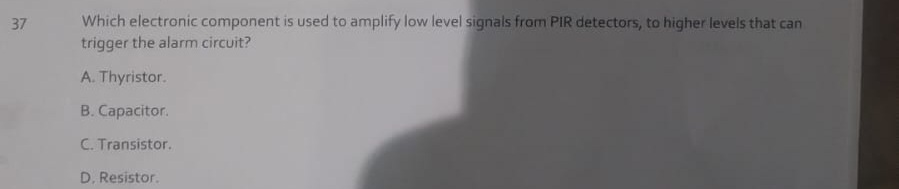 37 Which electronic component is used to amplify low level signals from PIR detectors, to higher levels that can
trigger the alarm circuit?
A. Thyristor.
B. Capacitor.
C. Transistor.
D. Resistor.